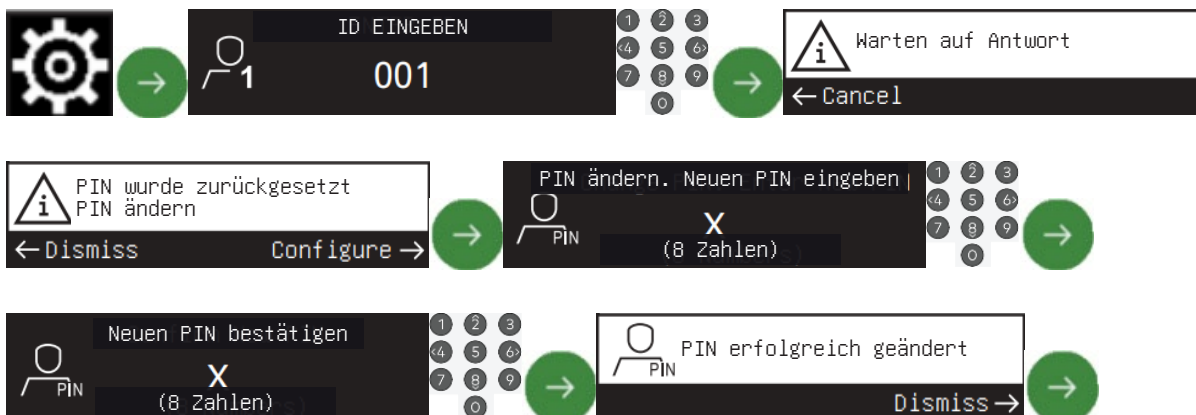 ID EINGEBEN
1
001
1 2 3
4 5 6
7 8 9
0
i
Warten auf Antwort
←Cancel
i
PIN wurde zurückgesetzt
PIN ändern
←Dismiss
Configure→
PIN ändern. Neuen PIN eingeben
PIN
X
(8 Zahlen)
1 2 3
4 5 6
7 8 9
0
Neuen PIN bestätigen
PIN
X
(8 Zahlen)
1 2 3
4 5 6
7 8 9
0
PIN
PIN erfolgreich geändert
Dismiss→